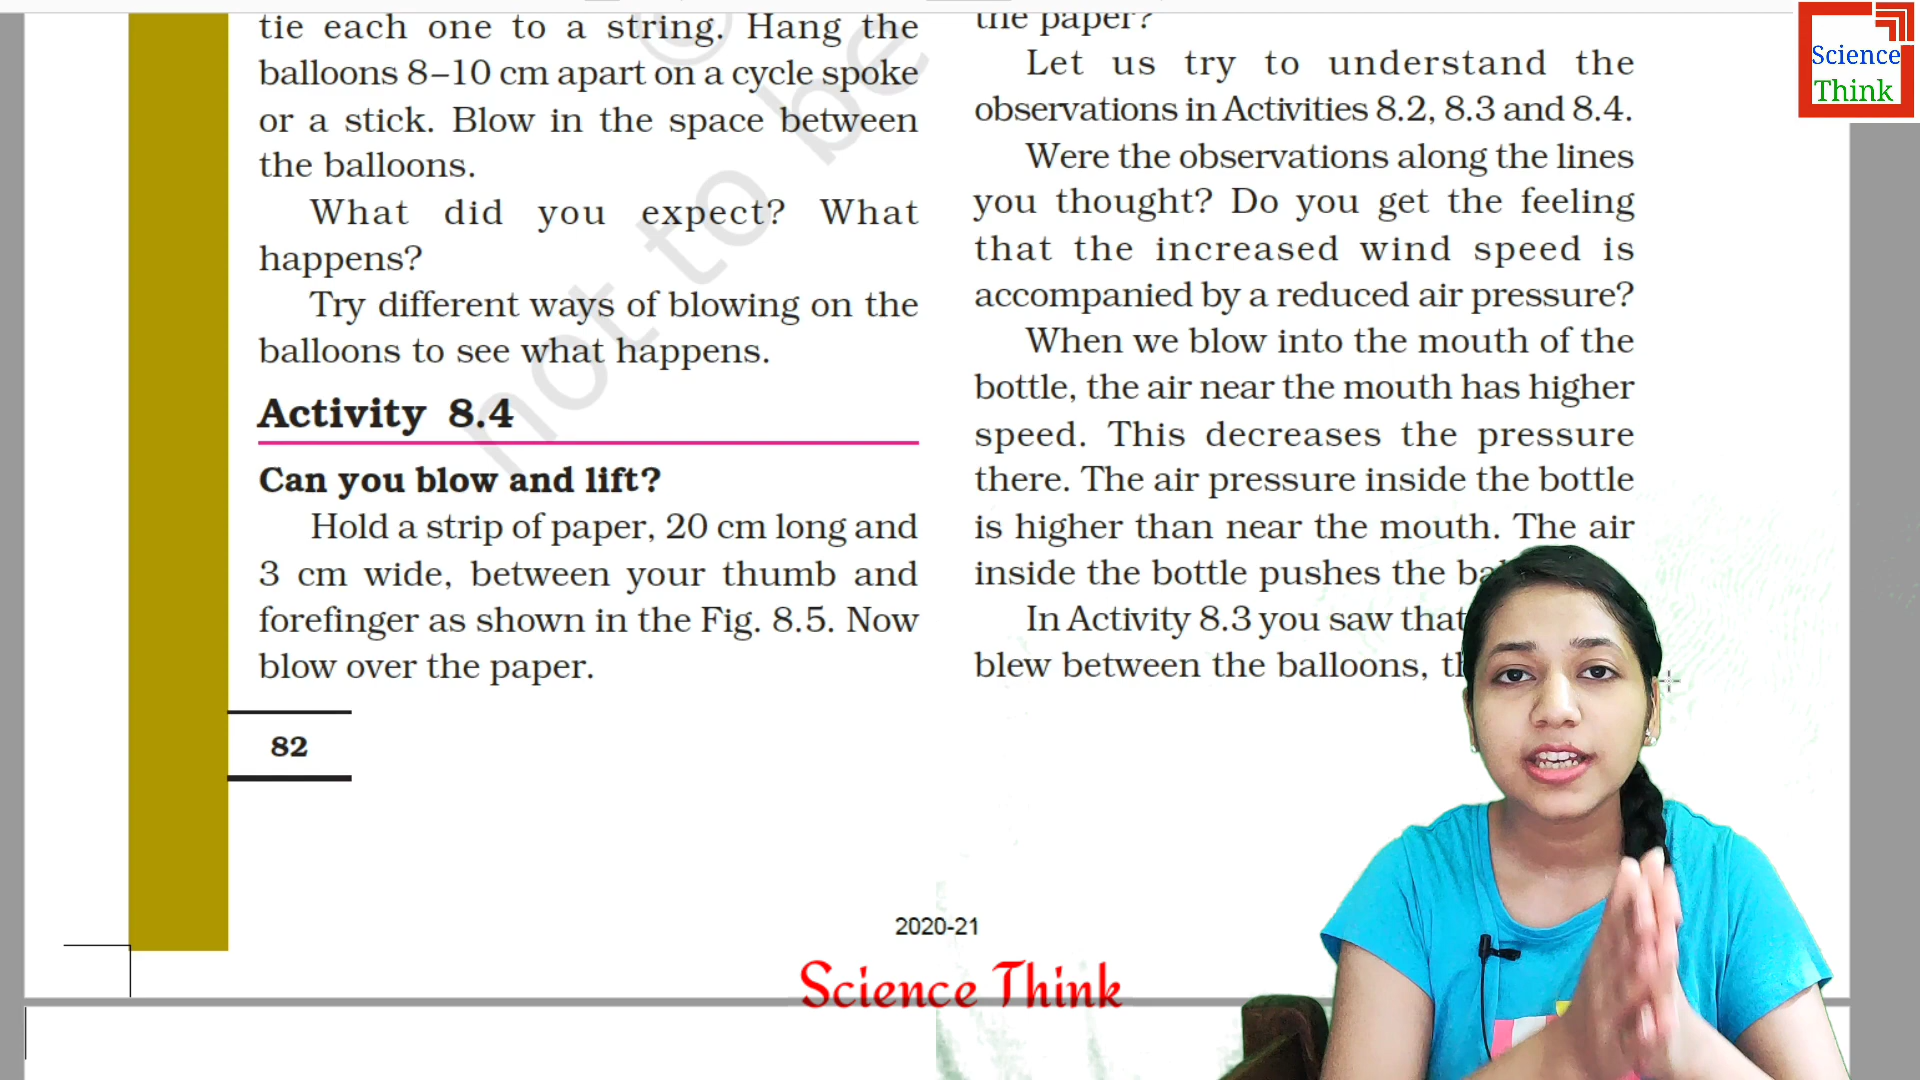 tie each one to a string. Hang the
balloons 8–10 cm apart on a cycle spoke
or a stick. Blow in the space between
the balloons.
What did you expect? What
happens?
Try different ways of blowing on the
balloons to see what happens.
Activity 8.4
Can you blow and lift?
Hold a strip of paper, 20 cm long and
3 cm wide, between your thumb and
forefinger as shown in the Fig. 8.5. Now
blow over the paper.
82
the paper?
Let us try to understand the
observations in Activities 8.2, 8.3 and 8.4.
Were the observations along the lines
you thought? Do you get the feeling
that the increased wind speed is
accompanied by a reduced air pressure?
When we blow into the mouth of the
bottle, the air near the mouth has higher
speed. This decreases the pressure
there. The air pressure inside the bottle
is higher than near the mouth. The air
inside the bottle pushes the
In Activity 8.3 you saw that
blew between the balloons,
not to be
2020-21
Science Think
Science
Think